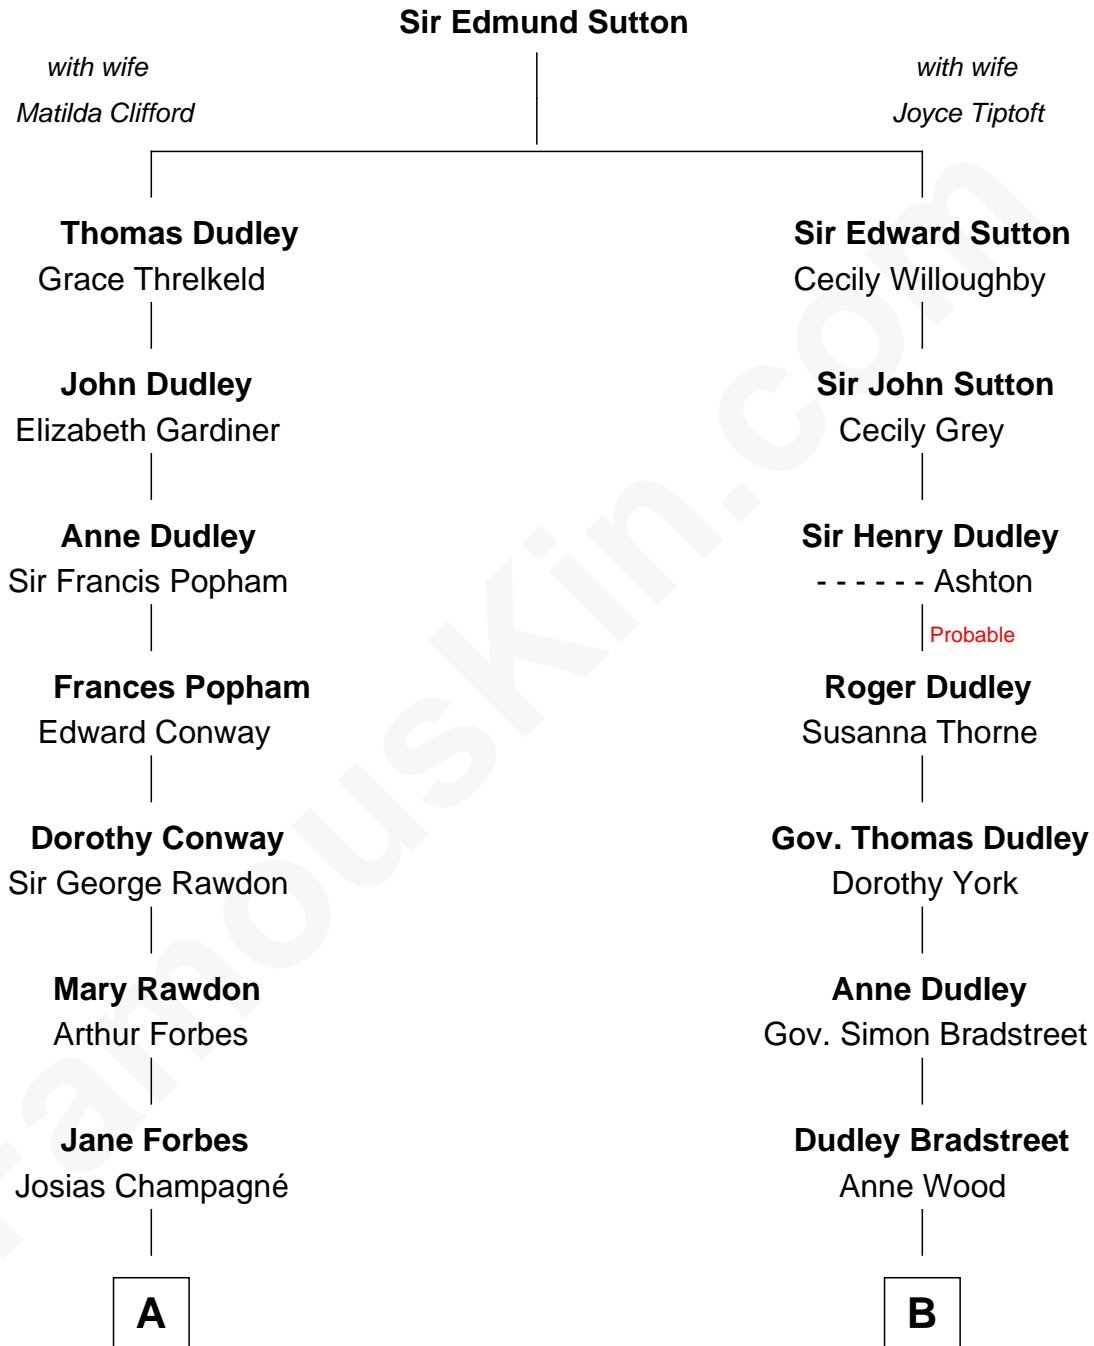 Sir Edmund Sutton
with wife
Matilda Clifford
with wife
Joyce Tiptoft
Thomas Dudley
Grace Threlkeld
John Dudley
Elizabeth Gardiner
Anne Dudley
Sir Francis Popham
Frances Popham
Edward Conway
Dorothy Conway
Sir George Rawdon
Mary Rawdon
Arthur Forbes
Jane Forbes
Josias Champagné
A
Sir Edward Sutton
Cecily Willoughby
Sir John Sutton
Cecily Grey
Sir Henry Dudley
- - - - - - Ashton
Probable
Roger Dudley
Susanna Thorne
Gov. Thomas Dudley
Dorothy York
Anne Dudley
Gov. Simon Bradstreet
Dudley Bradstreet
Anne Wood
B
FamousKin.com